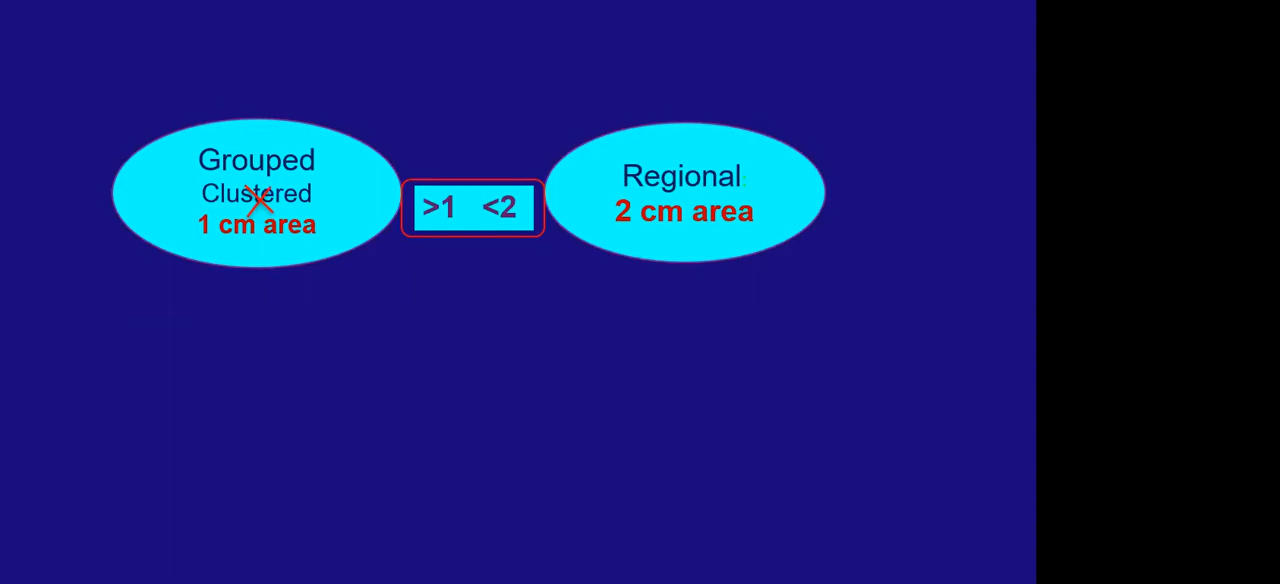 Grouped
Clustered
1 cm area
>1 <2
Regional:
2 cm area